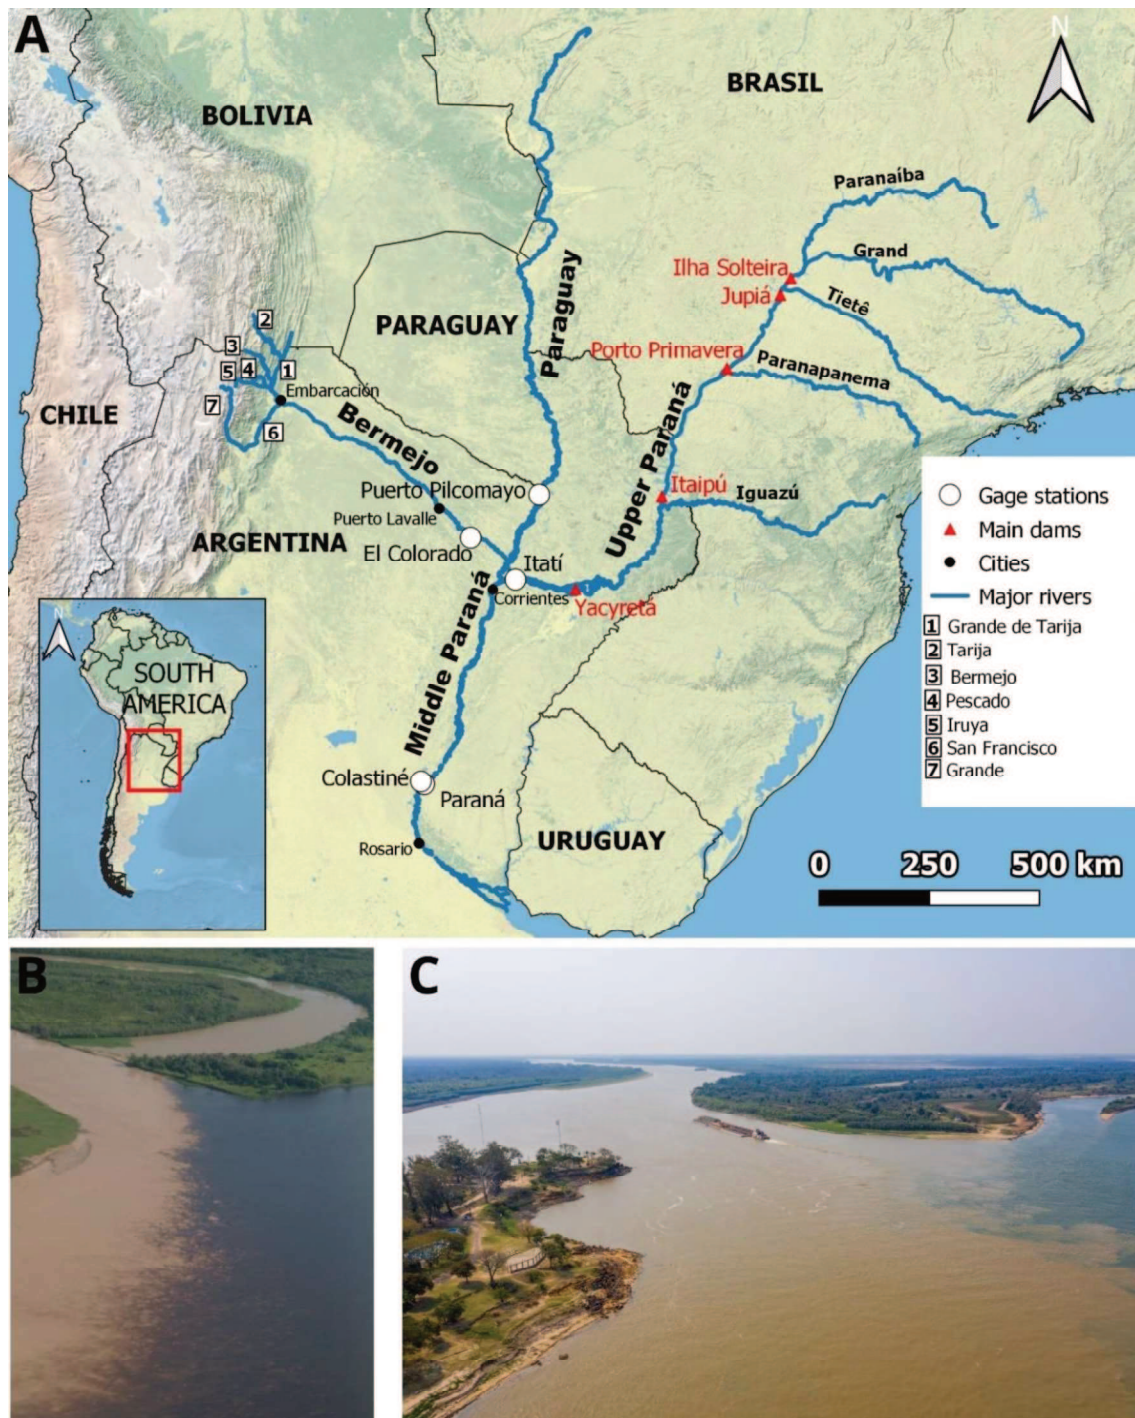 A
N
BRASIL
BOLIVIA
Paranaíba
Grand
Ilha Solteira
Jupiá
Tietê
Paraguay
PARAGUAY
Porto Primavera
Paranapanema
2
3
5
4
1
7
Embarcación
CHILE
6
Bermejo
Upper Paraná
Puerto Pilcomayo
Itaipú
Iguazú
Puerto Lavalle
ARGENTINA
El Colorado
Itatí
Corrientes
Yacyretá
Middle Paraná
Colastiné
Paraná
Rosario
URUGUAY
Gage stations
Main dams
Cities
Major rivers
1 Grande de Tarija
2 Tarija
3 Bermejo
4 Pescado
5 Iruya
6 San Francisco
7 Grande
0 250 500 km
N
SOUTH
AMERICA
B
C